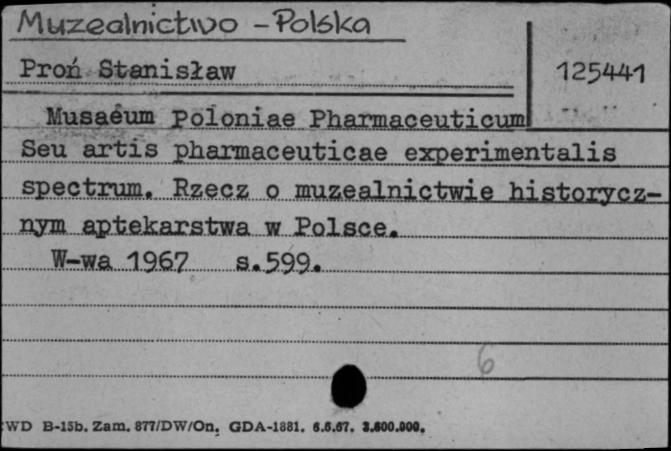 Muzealnictwo - Polska
Proń Stanisław
125441
Musaeum Poloniae Pharmaceuticum
Seu artis pharmaceuticae experimentalis
spectrum. Rzecz o muzealnictwie historycz-
nym aptekarstwa w Polsce.
W-wa 1967 s.599.
6
WD B-15b. Zam. 877/DW/On. GDA-1881. 6.6.67. 3.600.000.